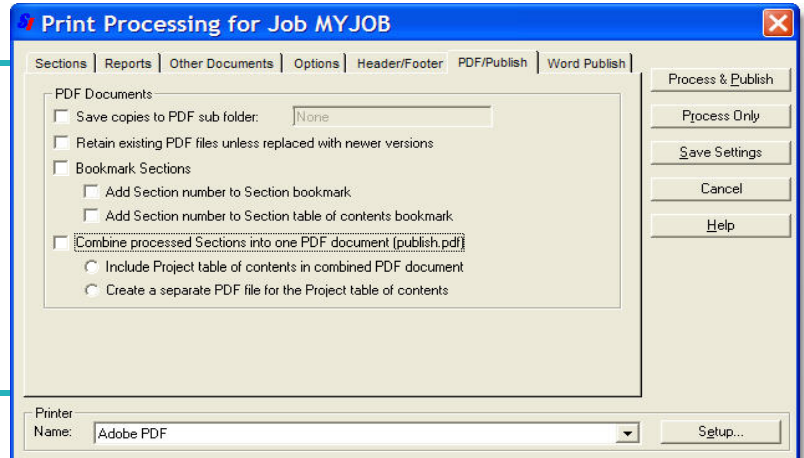 SI Print Processing for Job MYJOB
Sections Reports Other Documents Options Header/Footer PDF/Publish Word Publish
Process & Publish
Process Only
Save Settings
Cancel
Help
PDF Documents
Save copies to PDF sub folder: None
Retain existing PDF files unless replaced with newer versions
Bookmark Sections
Add Section number to Section bookmark
Add Section number to Section table of contents bookmark
Combine processed Sections into one PDF document (publish.pdf)
Include Project table of contents in combined PDF document
Create a separate PDF file for the Project table of contents
Printer
Name: Adobe PDF Setup...